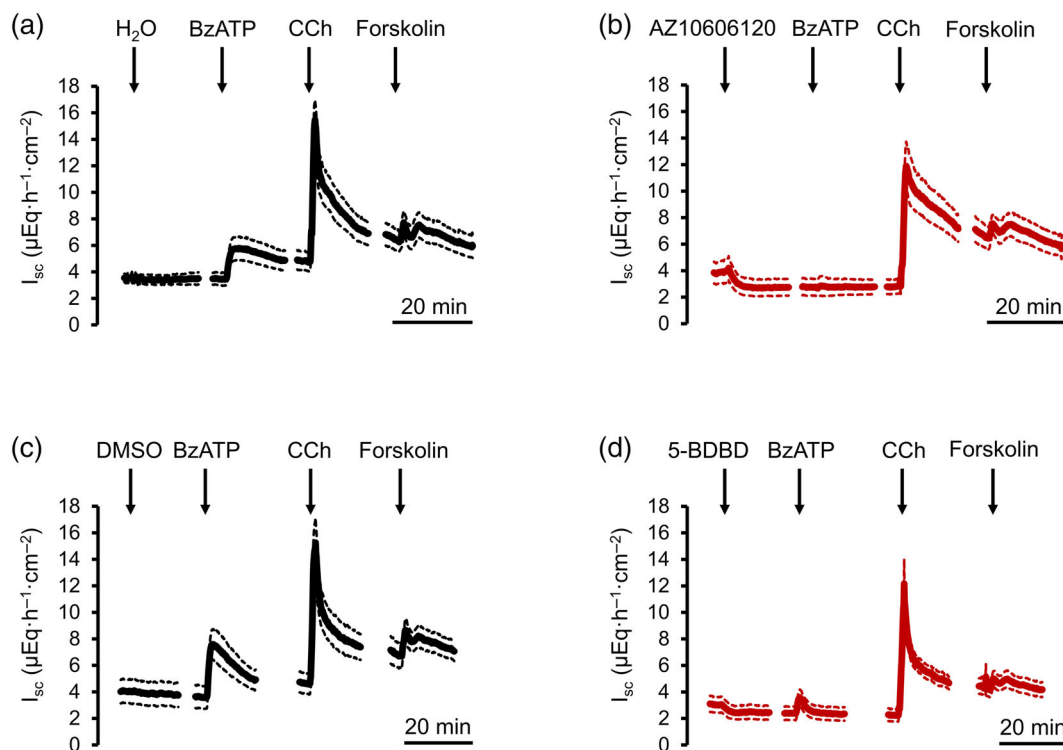 (a)
H₂O BzATP CCh Forskolin
18
16
14
12
10
8
6
4
2
0
I_sc (µEq·h⁻¹·cm⁻²)
20 min
(b)
AZ10606120 BzATP CCh Forskolin
18
16
14
12
10
8
6
4
2
0
I_sc (µEq·h⁻¹·cm⁻²)
20 min
(c)
DMSO BzATP CCh Forskolin
18
16
14
12
10
8
6
4
2
0
I_sc (µEq·h⁻¹·cm⁻²)
20 min
(d)
5-BDBD BzATP CCh Forskolin
18
16
14
12
10
8
6
4
2
0
I_sc (µEq·h⁻¹·cm⁻²)
20 min